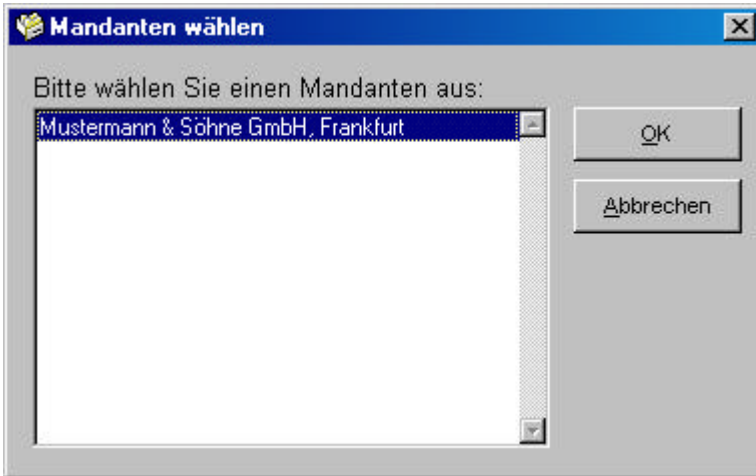 Mandanten wählen
Bitte wählen Sie einen Mandanten aus:
Mustermann & Söhne GmbH, Frankfurt
OK
Abbrechen